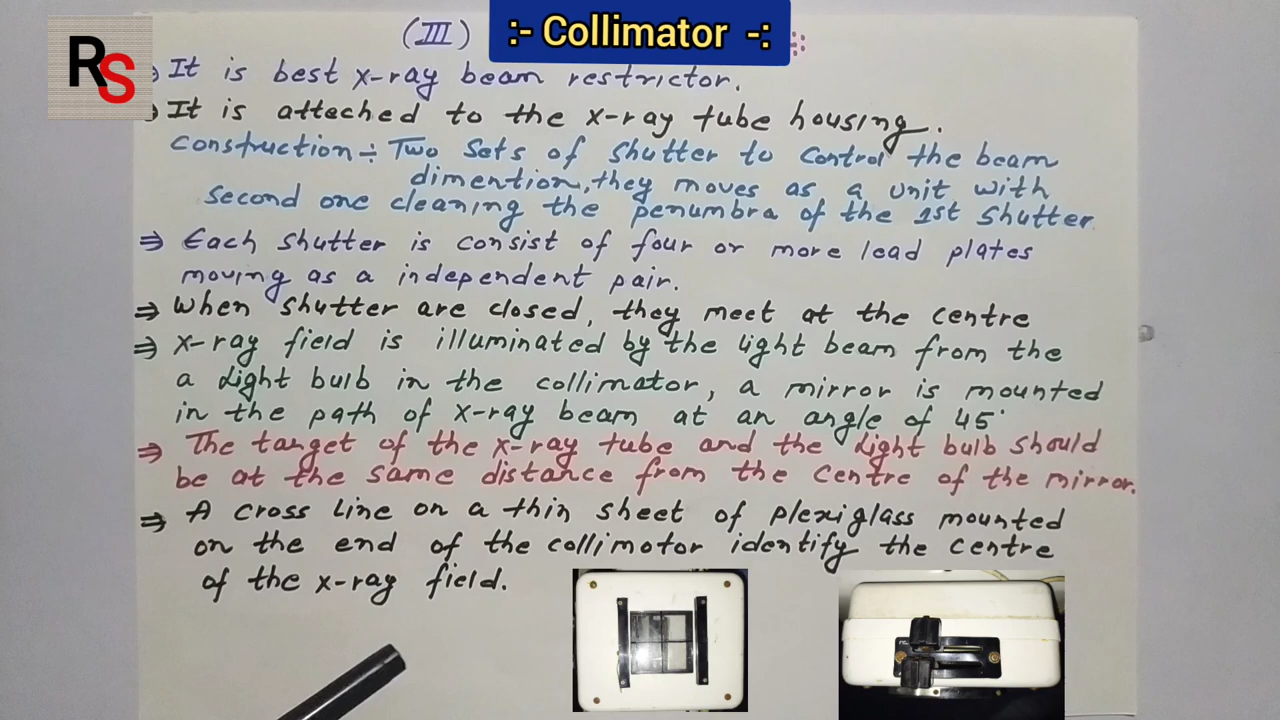 RS
(III) :- Collimator -:
⇒ It is best x-ray beam restrictor.
⇒ It is attached to the x-ray tube housing.
Construction ÷ Two sets of shutter to control the beam
dimention, they moves as a unit with
second one cleaning the penumbra of the 1st shutter.
⇒ Each shutter is consist of four or more lead plates
moving as a independent pair.
⇒ When shutter are closed, they meet at the centre
⇒ x-ray field is illuminated by the light beam from the
a light bulb in the collimator, a mirror is mounted
in the path of x-ray beam at an angle of 45°
⇒ The target of the x-ray tube and the light bulb should
be at the same distance from the centre of the mirror.
⇒ A cross line on a thin sheet of plexiglass mounted
on the end of the collimotor identify the centre
of the x-ray field.